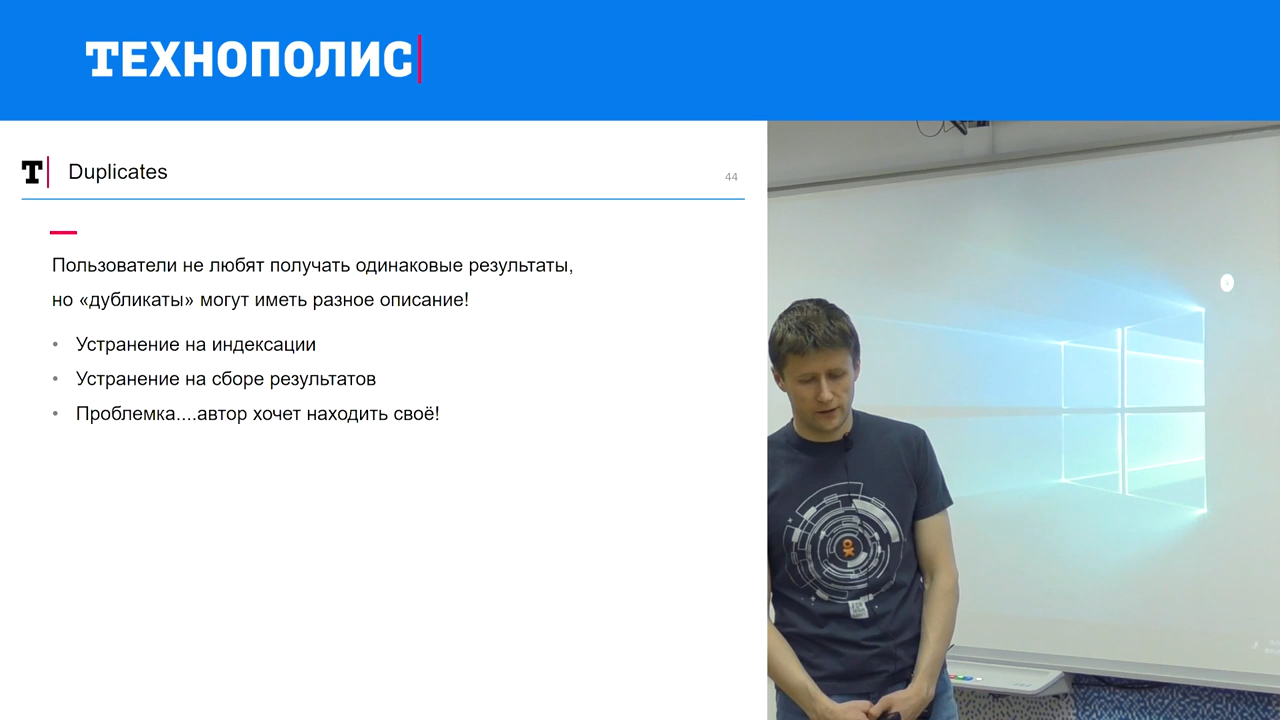 ТЕХНОПОЛИС
T
Duplicates
44
Пользователи не любят получать одинаковые результаты,
но «дубликаты» могут иметь разное описание!
• Устранение на индексации
• Устранение на сборе результатов
• Проблемка....автор хочет находить своё!